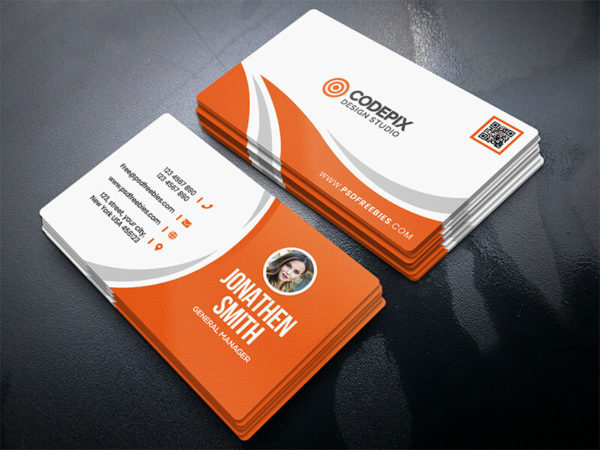 CODEPIX
DESIGN STUDIO
WWW.PSDFREEBIES.COM
123 4567 890
123 4567 890
Free@psdfreebies.com
www.psdfreebies.com
123, street, your city,
New York USA 456123
JONATHEN
SMITH
GENERAL MANAGER